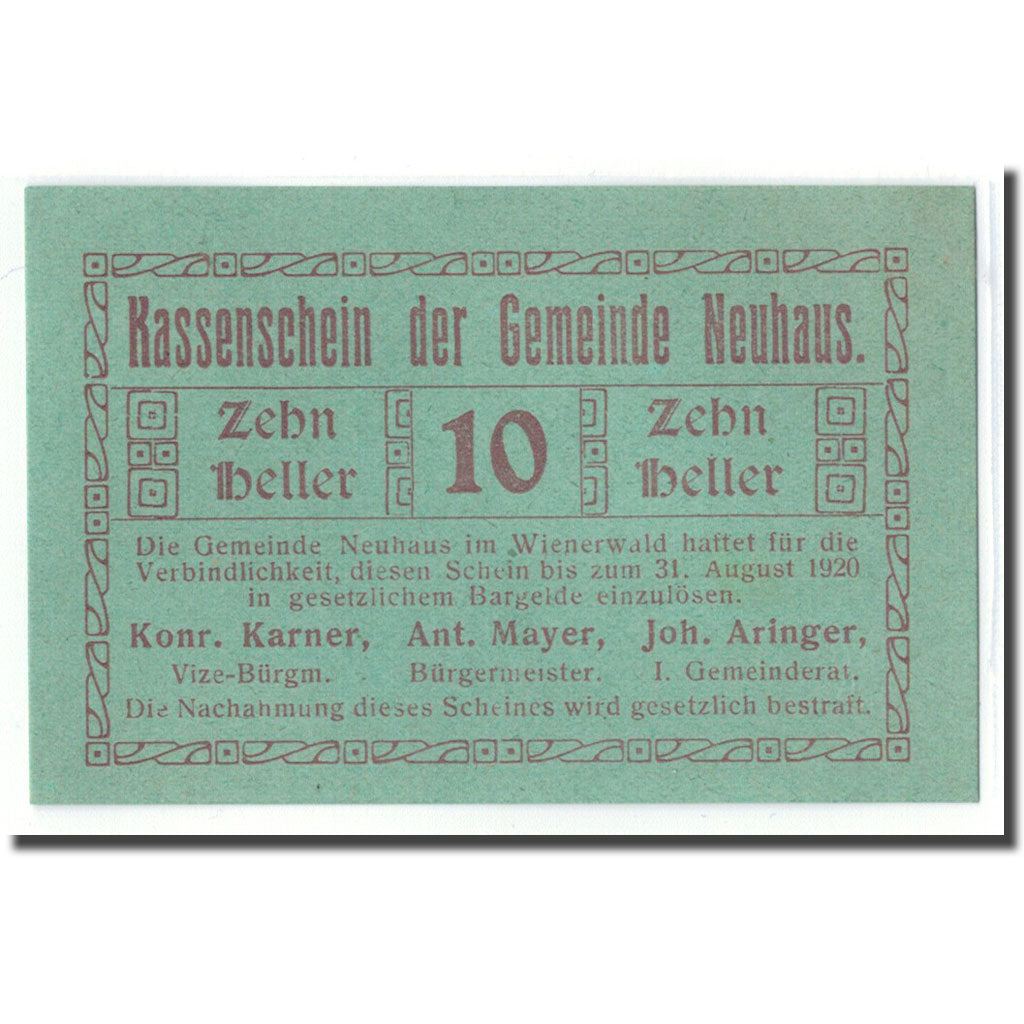 Kassenschein der Gemeinde Neuhaus.
Zehn Heller 10 Zehn Heller
Die Gemeinde Neuhaus im Wienerwald haftet für die
Verbindlichkeit, diesen Schein bis zum 31. August 1920
in gesetzlichem Bargelde einzulösen.
Konr. Karner, Ant. Mayer, Joh. Aringer,
Vize-Bürgm. Bürgermeister. I. Gemeinderat.
Die Nachahmung dieses Scheines wird gesetzlich bestraft.